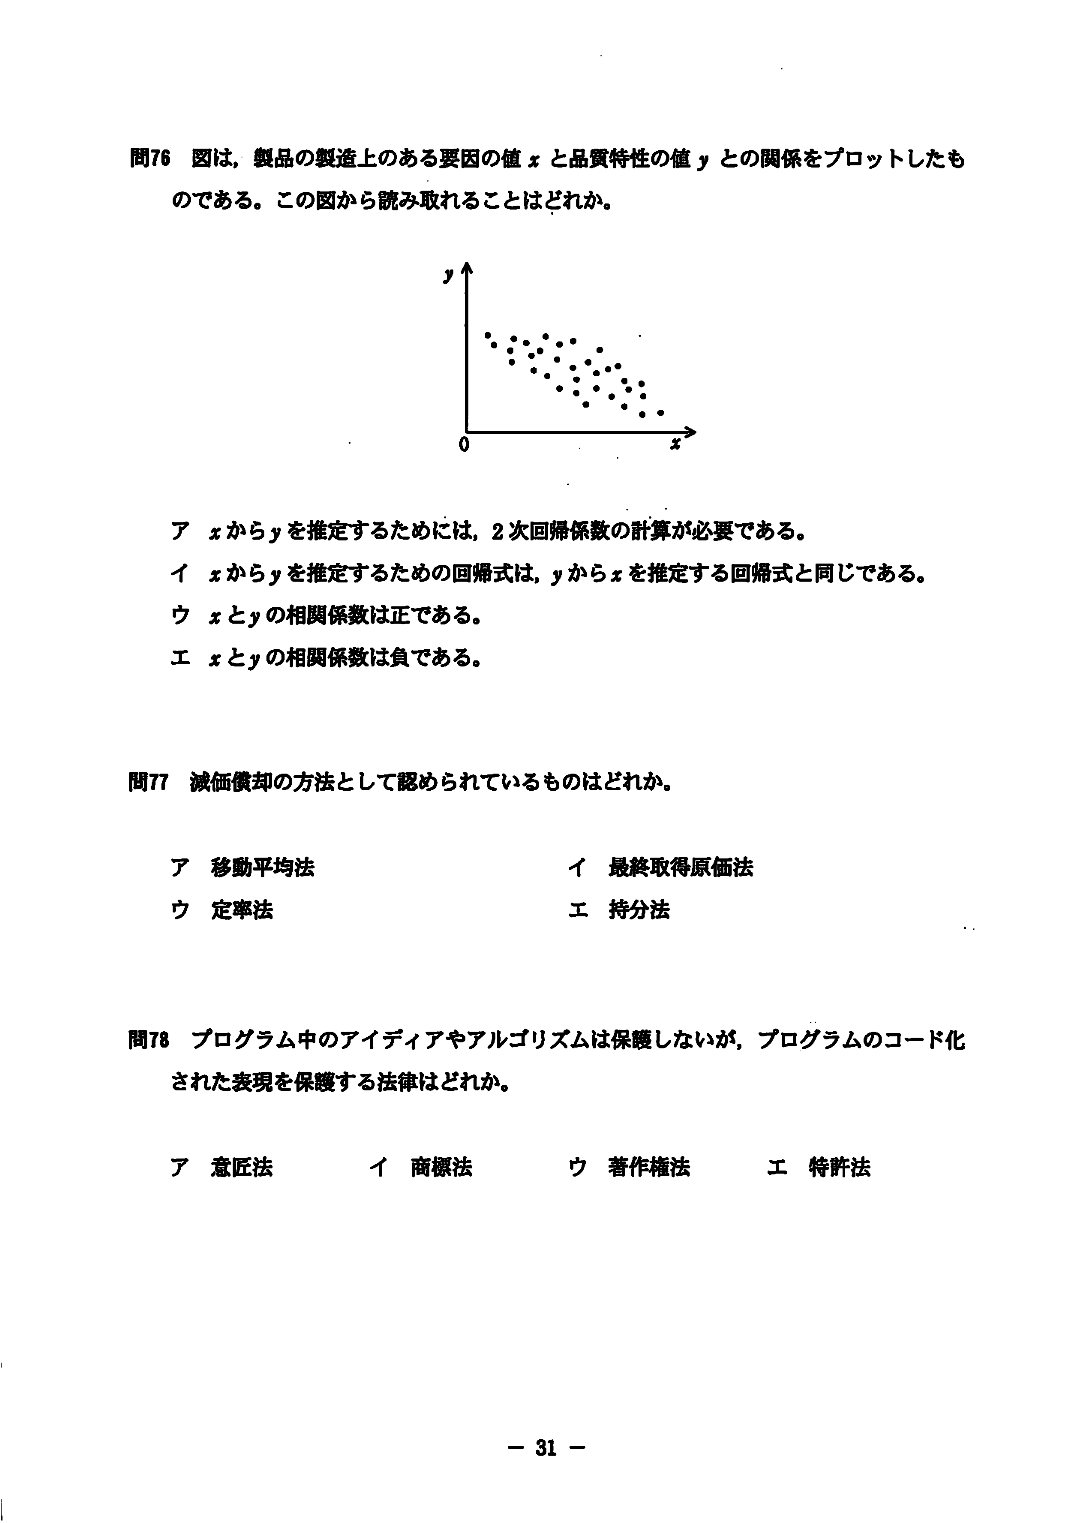 問76 図は，製品の製造上のある要因の値 x と品質特性の値 y との関係をプロットしたも
のである。この図から読み取れることはどれか。
y
0
x
ア x から y を推定するためには，2 次回帰係数の計算が必要である。
イ x から y を推定するための回帰式は，y から x を推定する回帰式と同じである。
ウ x と y の相関係数は正である。
エ x と y の相関係数は負である。
問77 減価償却の方法として認められているものはどれか。
ア 移動平均法 イ 最終取得原価法
ウ 定率法 エ 持分法
問78 プログラム中のアイディアやアルゴリズムは保護しないが，プログラムのコード化
された表現を保護する法律はどれか。
ア 意匠法 イ 商標法 ウ 著作権法 エ 特許法
－ 31 －